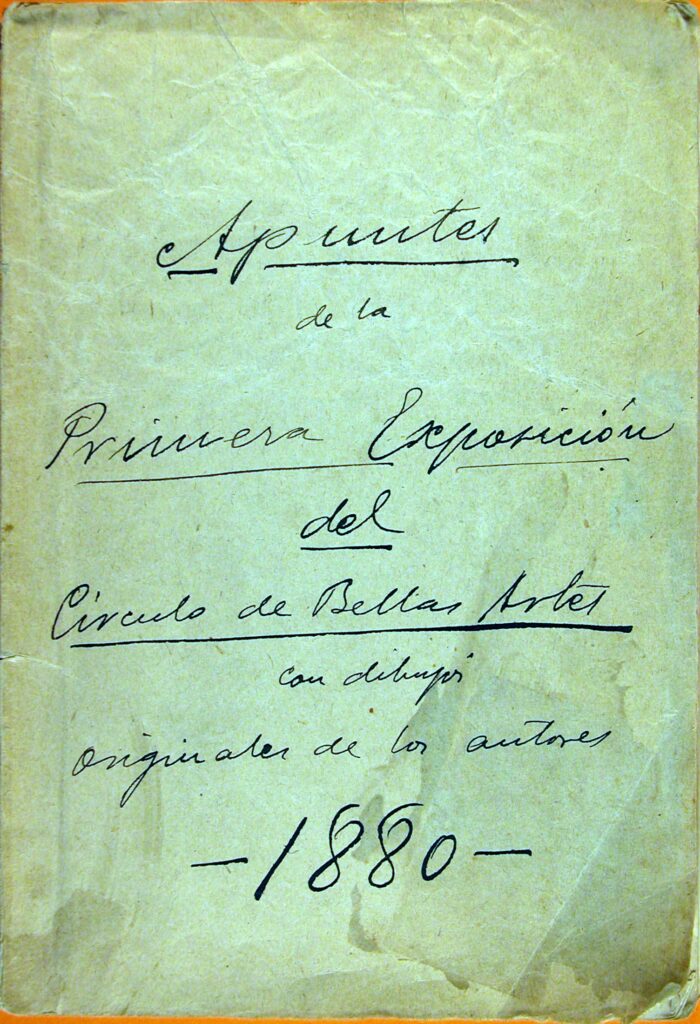 Apuntes
de la
Primera Exposición
del
Círculo de Bellas Artes
con dibujos
originales de los autores
— 1880 —